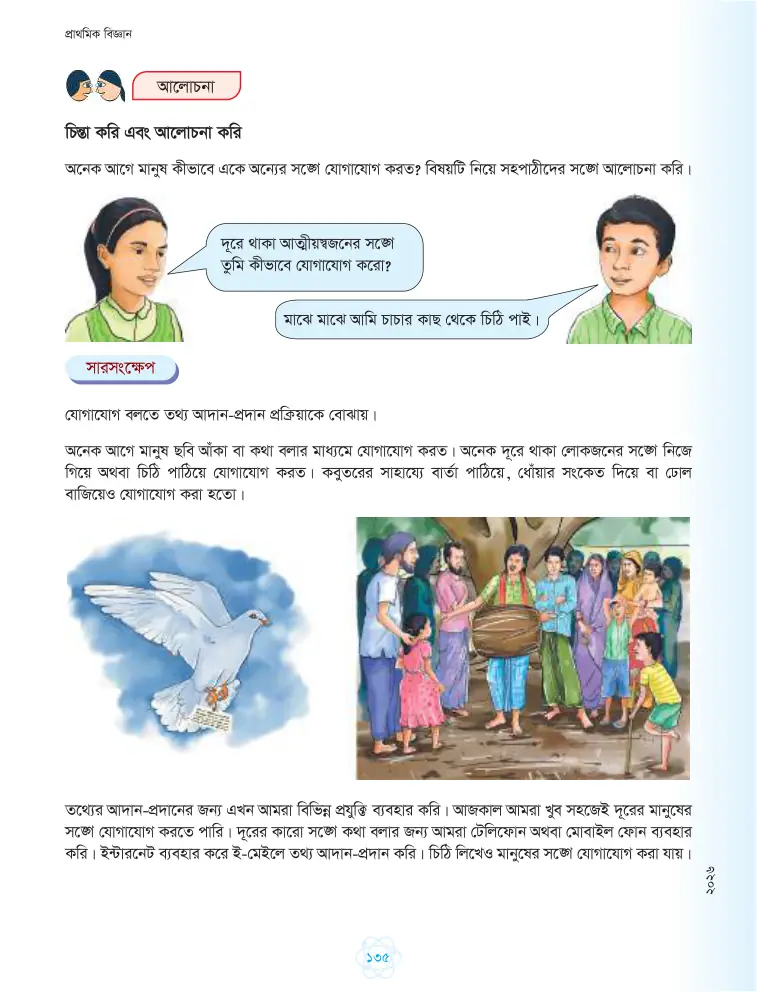 প্রাথমিক বিজ্ঞান
আলোচনা
চিন্তা করি এবং আলোচনা করি
অনেক আগে মানুষ কীভাবে একে অন্যের সঙ্গে যোগাযোগ করত? বিষয়টি নিয়ে সহপাঠীদের সঙ্গে আলোচনা করি।
দূরে থাকা আত্মীয়স্বজনের সঙ্গে
তুমি কীভাবে যোগাযোগ করো?
মাঝে মাঝে আমি চাচার কাছ থেকে চিঠি পাই।
সারসংক্ষেপ
যোগাযোগ বলতে তথ্য আদান-প্রদান প্রক্রিয়াকে বোঝায়।
অনেক আগে মানুষ ছবি আঁকা বা কথা বলার মাধ্যমে যোগাযোগ করত। অনেক দূরে থাকা লোকজনের সঙ্গে নিজে
গিয়ে অথবা চিঠি পাঠিয়ে যোগাযোগ করত। কবুতরের সাহায্যে বার্তা পাঠিয়ে, ধোঁয়ার সংকেত দিয়ে বা ঢোল
বাজিয়েও যোগাযোগ করা হতো।
তথ্যের আদান-প্রদানের জন্য এখন আমরা বিভিন্ন প্রযুক্তি ব্যবহার করি। আজকাল আমরা খুব সহজেই দূরের মানুষের
সঙ্গে যোগাযোগ করতে পারি। দূরের কারো সঙ্গে কথা বলার জন্য আমরা টেলিফোন অথবা মোবাইল ফোন ব্যবহার
করি। ইন্টারনেট ব্যবহার করে ই-মেইলে তথ্য আদান-প্রদান করি। চিঠি লিখেও মানুষের সঙ্গে যোগাযোগ করা যায়।
২০২৬
১৩৫